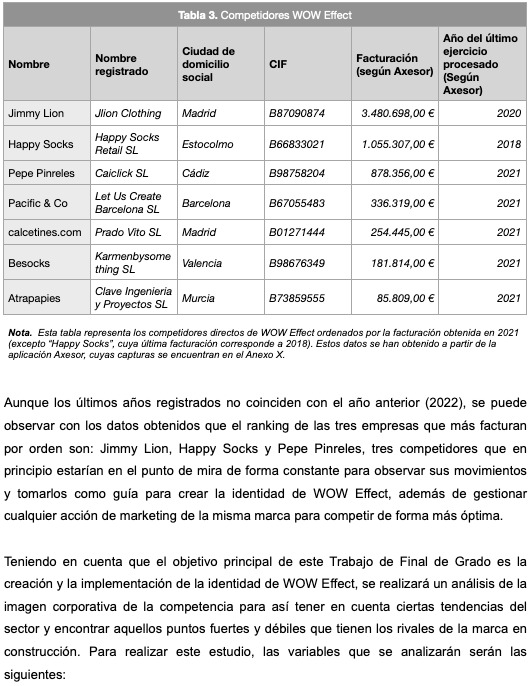 Tabla 3. Competidores WOW Effect
Nombre Nombre registrado Ciudad de domicilio social CIF Facturación (según Axesor) Año del último ejercicio procesado (Según Axesor)
Jimmy Lion Jlion Clothing Madrid B87090874 3.480.698,00 € 2020
Happy Socks Happy Socks Retail SL Estocolmo B66833021 1.055.307,00 € 2018
Pepe Pinreles Caiclick SL Cádiz B98758204 878.356,00 € 2021
Pacific & Co Let Us Create Barcelona SL Barcelona B67055483 336.319,00 € 2021
calcetines.com Prado Vito SL Madrid B01271444 254.445,00 € 2021
Besocks Karmenbysome thing SL Valencia B98676349 181.814,00 € 2021
Atrapapies Clave Ingenieria y Proyectos SL Murcia B73859555 85.809,00 € 2021
Nota. Esta tabla representa los competidores directos de WOW Effect ordenados por la facturación obtenida en 2021
(excepto “Happy Socks”, cuya última facturación corresponde a 2018). Estos datos se han obtenido a partir de la
aplicación Axesor, cuyas capturas se encuentran en el Anexo X.
Aunque los últimos años registrados no coinciden con el año anterior (2022), se puede
observar con los datos obtenidos que el ranking de las tres empresas que más facturan
por orden son: Jimmy Lion, Happy Socks y Pepe Pinreles, tres competidores que en
principio estarían en el punto de mira de forma constante para observar sus movimientos
y tomarlos como guía para crear la identidad de WOW Effect, además de gestionar
cualquier acción de marketing de la misma marca para competir de forma más óptima.
Teniendo en cuenta que el objetivo principal de este Trabajo de Final de Grado es la
creación y la implementación de la identidad de WOW Effect, se realizará un análisis de la
imagen corporativa de la competencia para así tener en cuenta ciertas tendencias del
sector y encontrar aquellos puntos fuertes y débiles que tienen los rivales de la marca en
construcción. Para realizar este estudio, las variables que se analizarán serán las
siguientes: